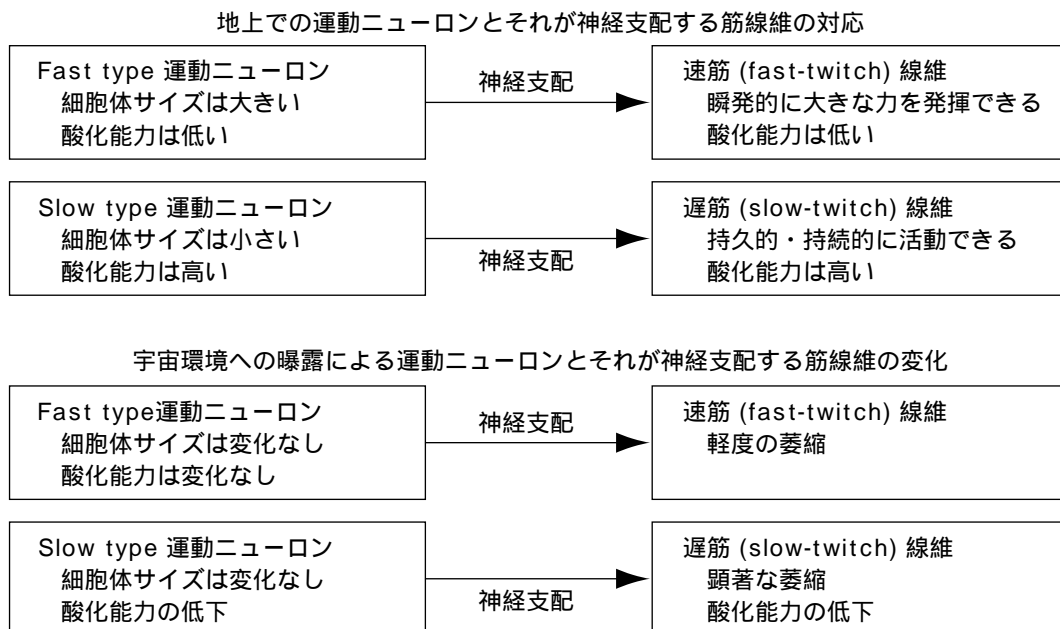 地上での運動ニューロンとそれが神経支配する筋線維の対応
Fast type 運動ニューロン
細胞体サイズは大きい
酸化能力は低い
神経支配
速筋 (fast-twitch) 線維
瞬発的に大きな力を発揮できる
酸化能力は低い
Slow type 運動ニューロン
細胞体サイズは小さい
酸化能力は高い
神経支配
遅筋 (slow-twitch) 線維
持久的・持続的に活動できる
酸化能力は高い
宇宙環境への曝露による運動ニューロンとそれが神経支配する筋線維の変化
Fast type運動ニューロン
細胞体サイズは変化なし
酸化能力は変化なし
神経支配
速筋 (fast-twitch) 線維
軽度の萎縮
Slow type 運動ニューロン
細胞体サイズは変化なし
酸化能力の低下
神経支配
遅筋 (slow-twitch) 線維
顕著な萎縮
酸化能力の低下